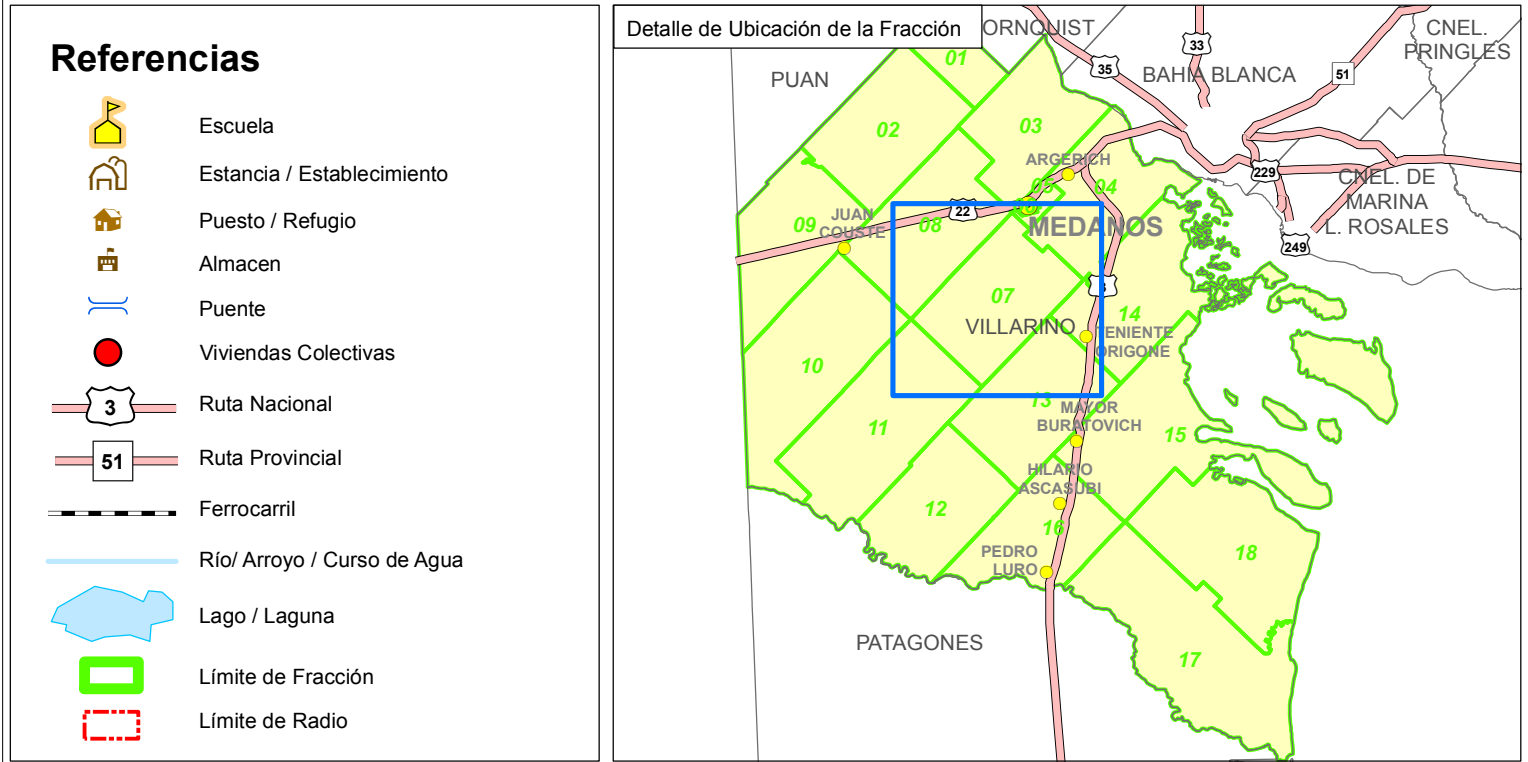 Referencias
Escuela
Estancia / Establecimiento
Puesto / Refugio
Almacen
Puente
Viviendas Colectivas
3
Ruta Nacional
51
Ruta Provincial
Ferrocarril
Río/ Arroyo / Curso de Agua
Lago / Laguna
Límite de Fracción
Límite de Radio
Detalle de Ubicación de la Fracción
ORNQUIST
CNEL.
PRINGLES
33
35
51
BAHIA BLANCA
PUAN
01
02
03
ARGERICH
229
CNEL. DE
MARINA
L. ROSALES
249
05
04
JUAN
COUSTE
09
08
22
MEDANOS
07
3
14
VILLARINO
TENIENTE
ORIGONE
10
13
MAYOR
BURATOVICH
11
15
HILARIO
ASCASUBI
12
16
18
PEDRO
LURO
PATAGONES
17